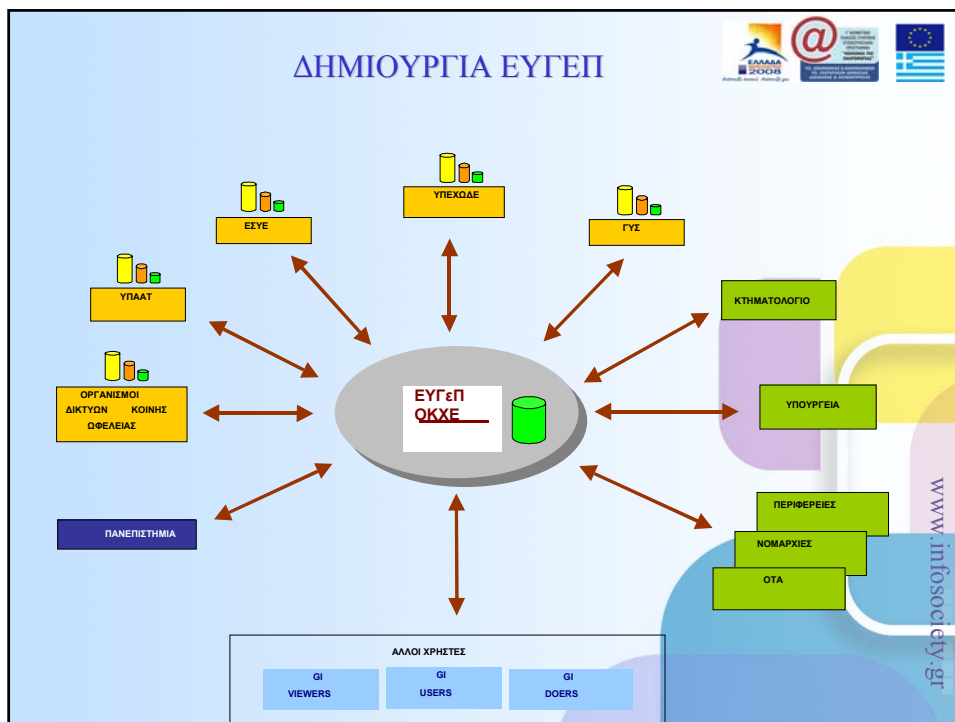 ΔΗΜΙΟΥΡΓΙΑ ΕΥΓΕΠ
ΕΛΛΑΔΑ
2008
@
ΥΠΕΧΩΔΕ
ΕΣΥΕ
ΓΥΣ
ΥΠΑΑΤ
ΚΤΗΜΑΤΟΛΟΓΙΟ
ΟΡΓΑΝΙΣΜΟΙ
ΔΙΚΤΥΩΝ ΚΟΙΝΗΣ
ΩΦΕΛΕΙΑΣ
ΕΥΓεΠ
ΟΚΧΕ
ΥΠΟΥΡΓΕΙΑ
ΠΑΝΕΠΙΣΤΗΜΙΑ
ΠΕΡΙΦΕΡΕΙΕΣ
ΝΟΜΑΡΧΙΕΣ
ΟΤΑ
ΑΛΛΟΙ ΧΡΗΣΤΕΣ
GI
VIEWERS
GI
USERS
GI
DOERS
www.infosociety.gr